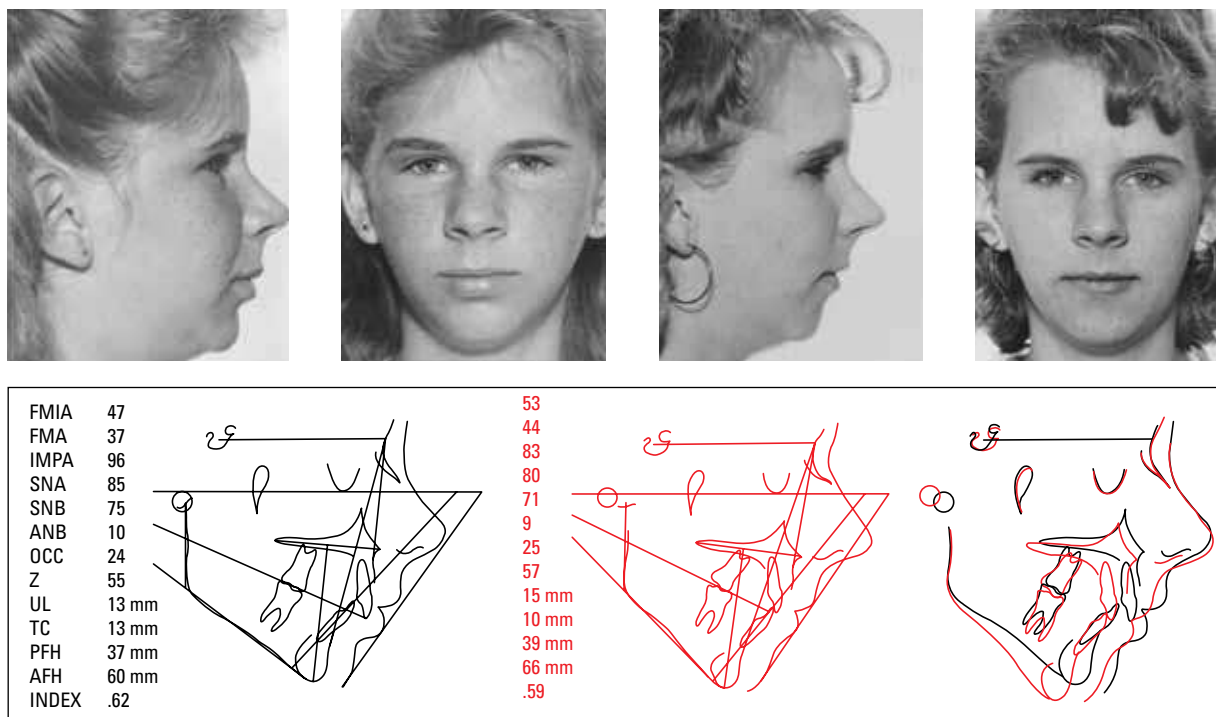 FMIA 47
FMA 37
IMPA 96
SNA 85
SNB 75
ANB 10
OCC 24
Z 55
UL 13 mm
TC 13 mm
PFH 37 mm
AFH 60 mm
INDEX .62
53
44
83
80
71
9
25
57
15 mm
10 mm
39 mm
66 mm
.59